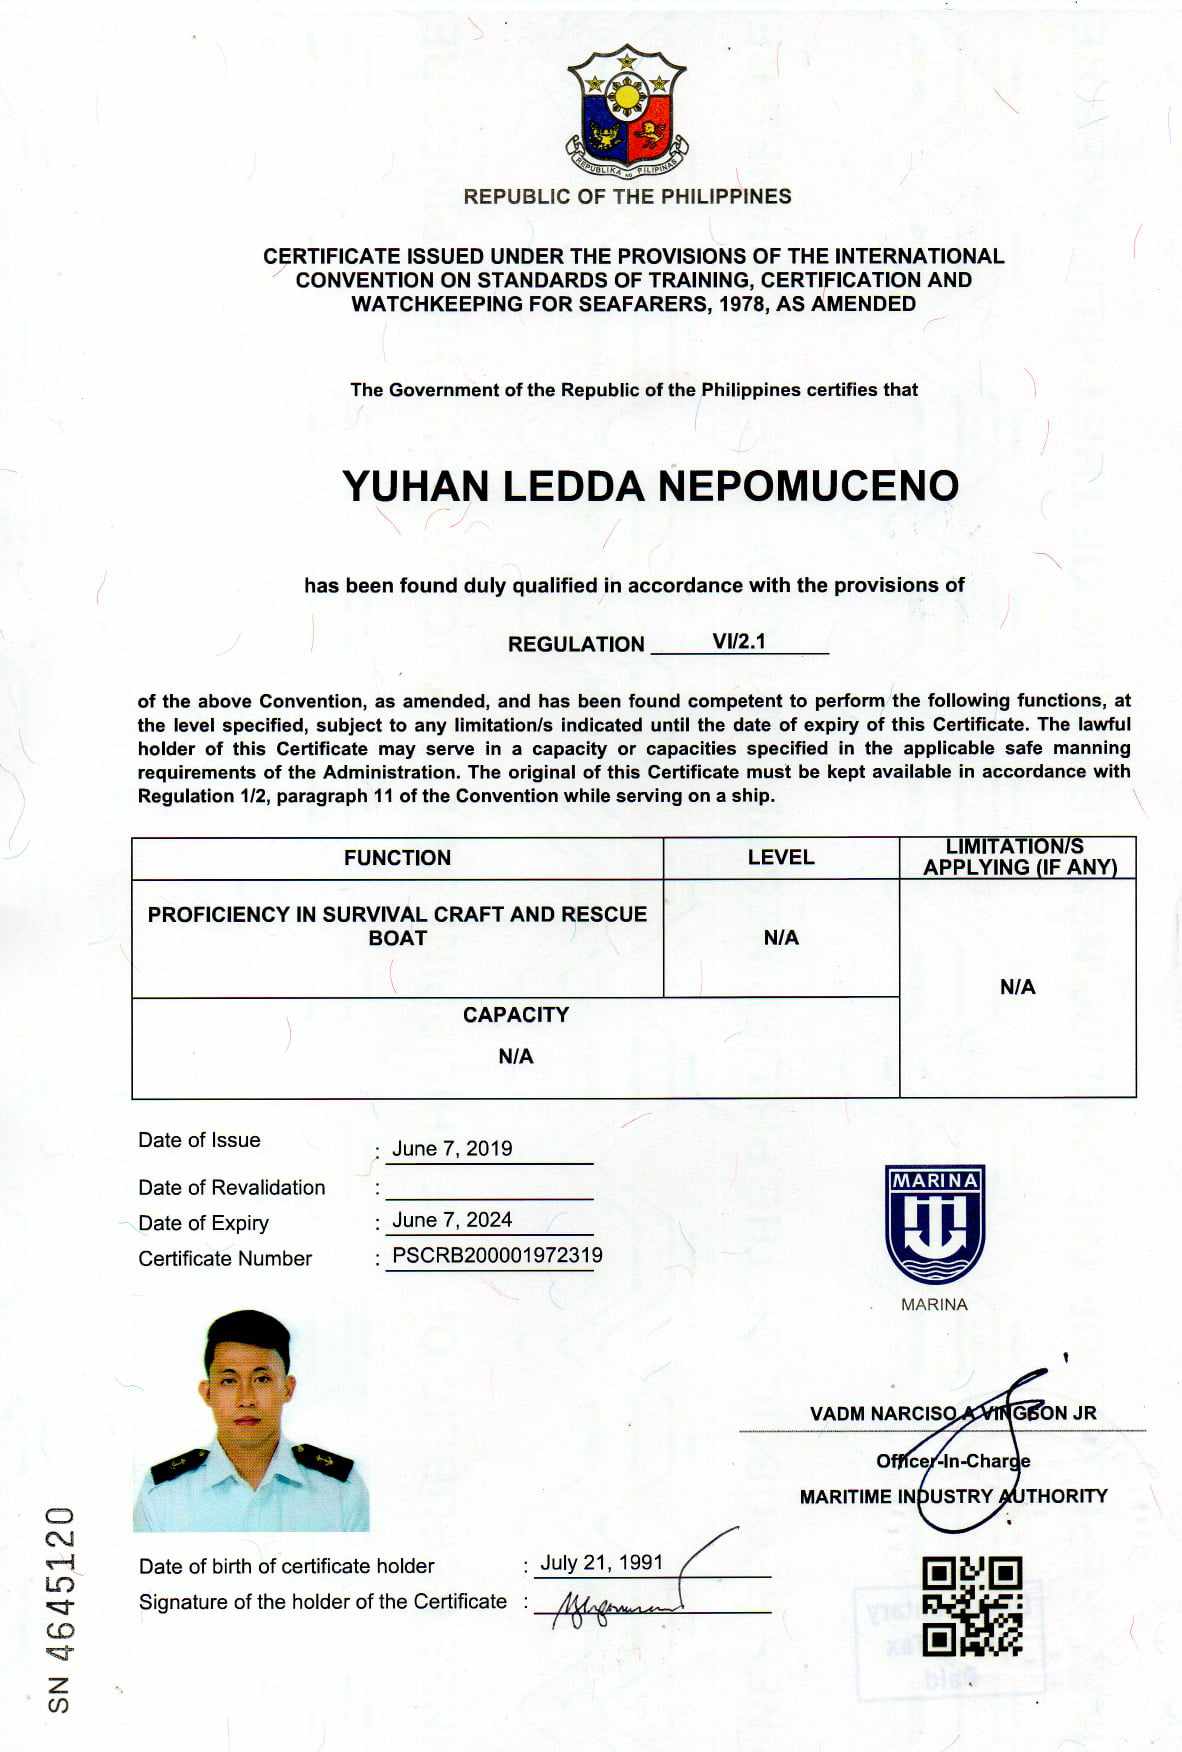 REPUBLIKA NG PILIPINAS
REPUBLIC OF THE PHILIPPINES
CERTIFICATE ISSUED UNDER THE PROVISIONS OF THE INTERNATIONAL
CONVENTION ON STANDARDS OF TRAINING, CERTIFICATION AND
WATCHKEEPING FOR SEAFARERS, 1978, AS AMENDED
The Government of the Republic of the Philippines certifies that
YUHAN LEDDA NEPOMUCENO
has been found duly qualified in accordance with the provisions of
REGULATION VI/2.1
of the above Convention, as amended, and has been found competent to perform the following functions, at
the level specified, subject to any limitation/s indicated until the date of expiry of this Certificate. The lawful
holder of this Certificate may serve in a capacity or capacities specified in the applicable safe manning
requirements of the Administration. The original of this Certificate must be kept available in accordance with
Regulation 1/2, paragraph 11 of the Convention while serving on a ship.
FUNCTION LEVEL LIMITATION/S
APPLYING (IF ANY)
PROFICIENCY IN SURVIVAL CRAFT AND RESCUE
BOAT
N/A
N/A
CAPACITY
N/A
Date of Issue : June 7, 2019
Date of Revalidation :
Date of Expiry : June 7, 2024
Certificate Number : PSCRB200001972319
MARINA
MARINA
VADM NARCISO A VINGSON JR
Officer-In-Charge
MARITIME INDUSTRY AUTHORITY
Date of birth of certificate holder : July 21, 1991
Signature of the holder of the Certificate :
SN 4645120